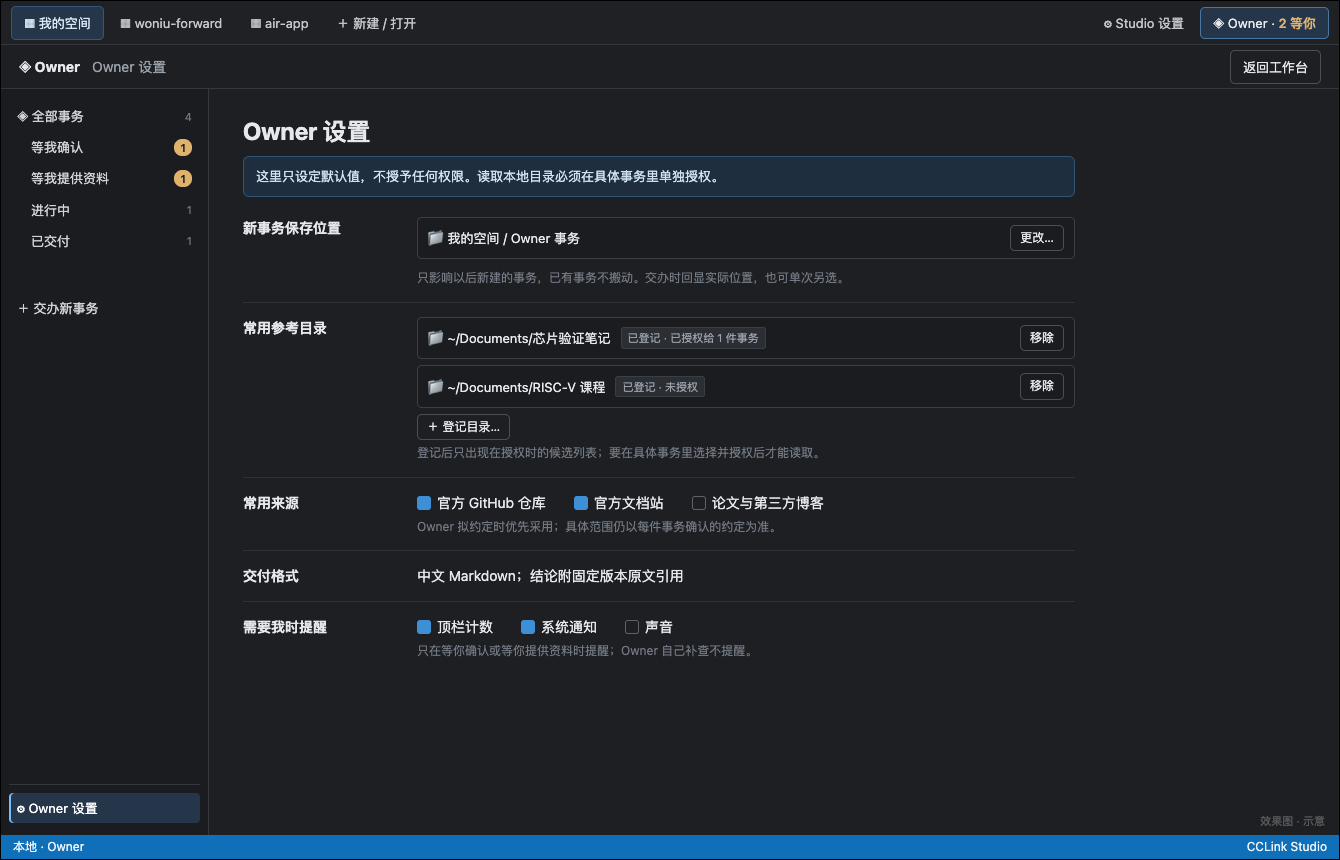 我的空间 woniu-forward air-app + 新建 / 打开 Studio 设置 Owner · 2 等你
Owner Owner 设置 返回工作台
全部事务 4
等我确认 1
等我提供资料 1
进行中 1
已交付 1
+ 交办新事务
Owner 设置
Owner 设置
这里只设定默认值，不授予任何权限。读取本地目录必须在具体事务里单独授权。
新事务保存位置 我的空间 / Owner 事务 更改...
只影响以后新建的事务，已有事务不搬动。交办时回显实际位置，也可单次另选。
常用参考目录 ~/Documents/芯片验证笔记 已登记 · 已授权给 1 件事务 移除
~/Documents/RISC-V 课程 已登记 · 未授权 移除
+ 登记目录...
登记后只出现在授权时的候选列表；要在具体事务里选择并授权后才能读取。
常用来源 官方 GitHub 仓库 官方文档站 论文与第三方博客
Owner 拟约定时优先采用；具体范围仍以每件事务确认的约定为准。
交付格式 中文 Markdown；结论附固定版本原文引用
需要我时提醒 顶栏计数 系统通知 声音
只在等你确认或等你提供资料时提醒；Owner 自己补查不提醒。
效果图 · 示意
本地 · Owner CCLink Studio